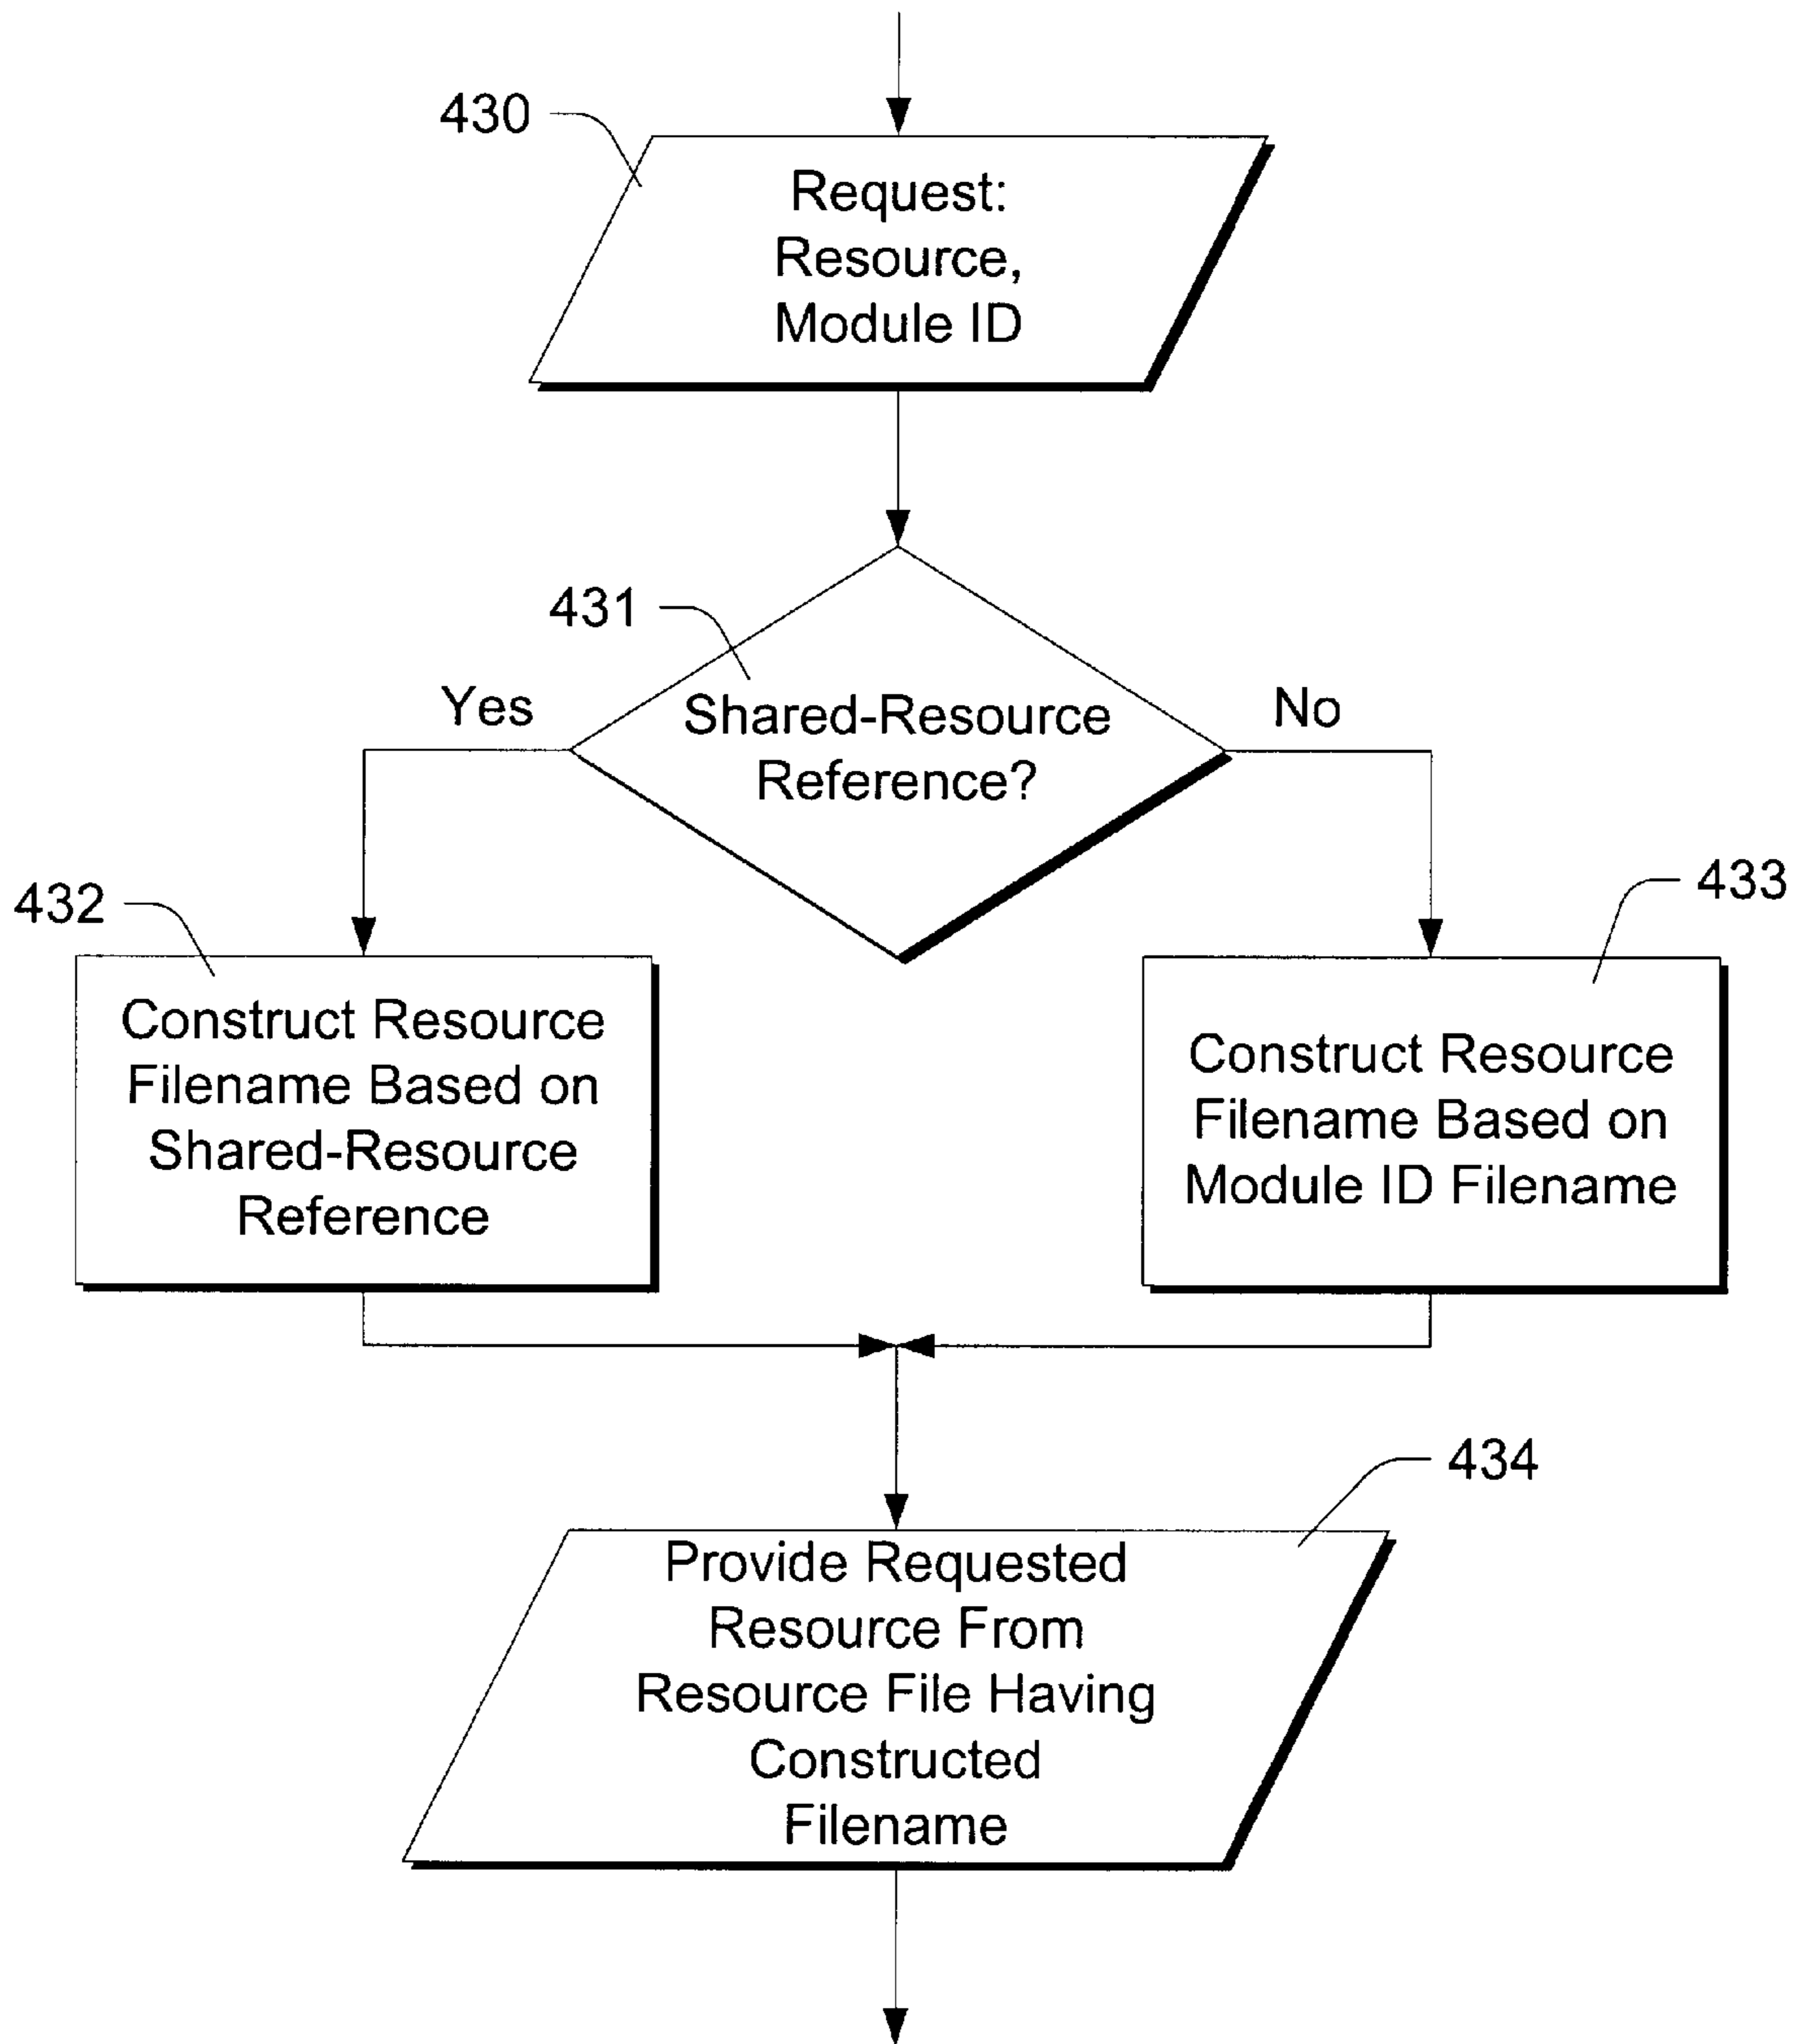 430
Request:
Resource,
Module ID
431
Yes
Shared-Resource
Reference?
No
432
433
Construct Resource
Filename Based on
Shared-Resource
Reference
Construct Resource
Filename Based on
Module ID Filename
434
Provide Requested
Resource From
Resource File Having
Constructed
Filename